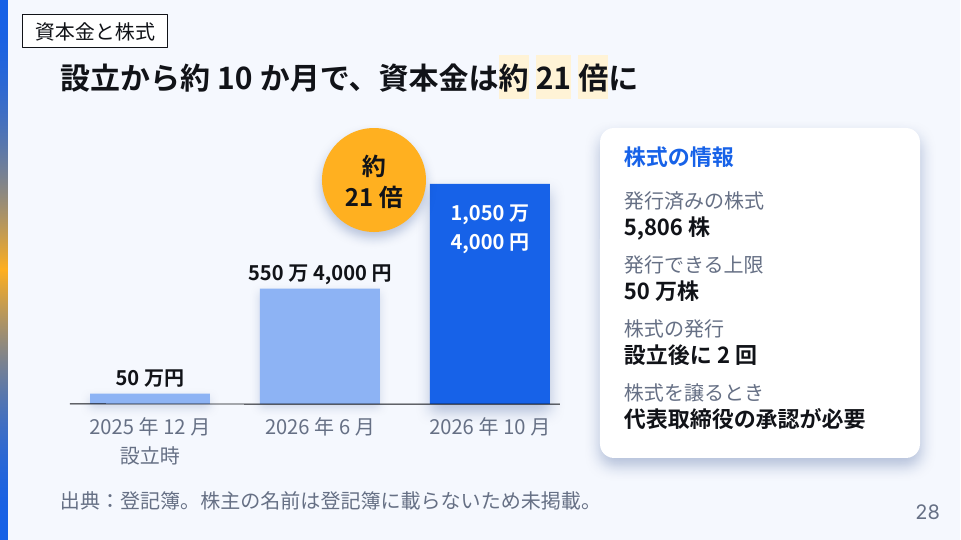 資本金と株式
設立から約 10 か月で、資本金は約 21 倍に
約
21 倍
1,050 万
4,000 円
550 万 4,000 円
50 万円
2025 年 12 月
設立時
2026 年 6 月
2026 年 10 月
株式の情報
発行済みの株式
5,806 株
発行できる上限
50 万株
株式の発行
設立後に 2 回
株式を譲るとき
代表取締役の承認が必要
出典：登記簿。株主の名前は登記簿に載らないため未掲載。
28